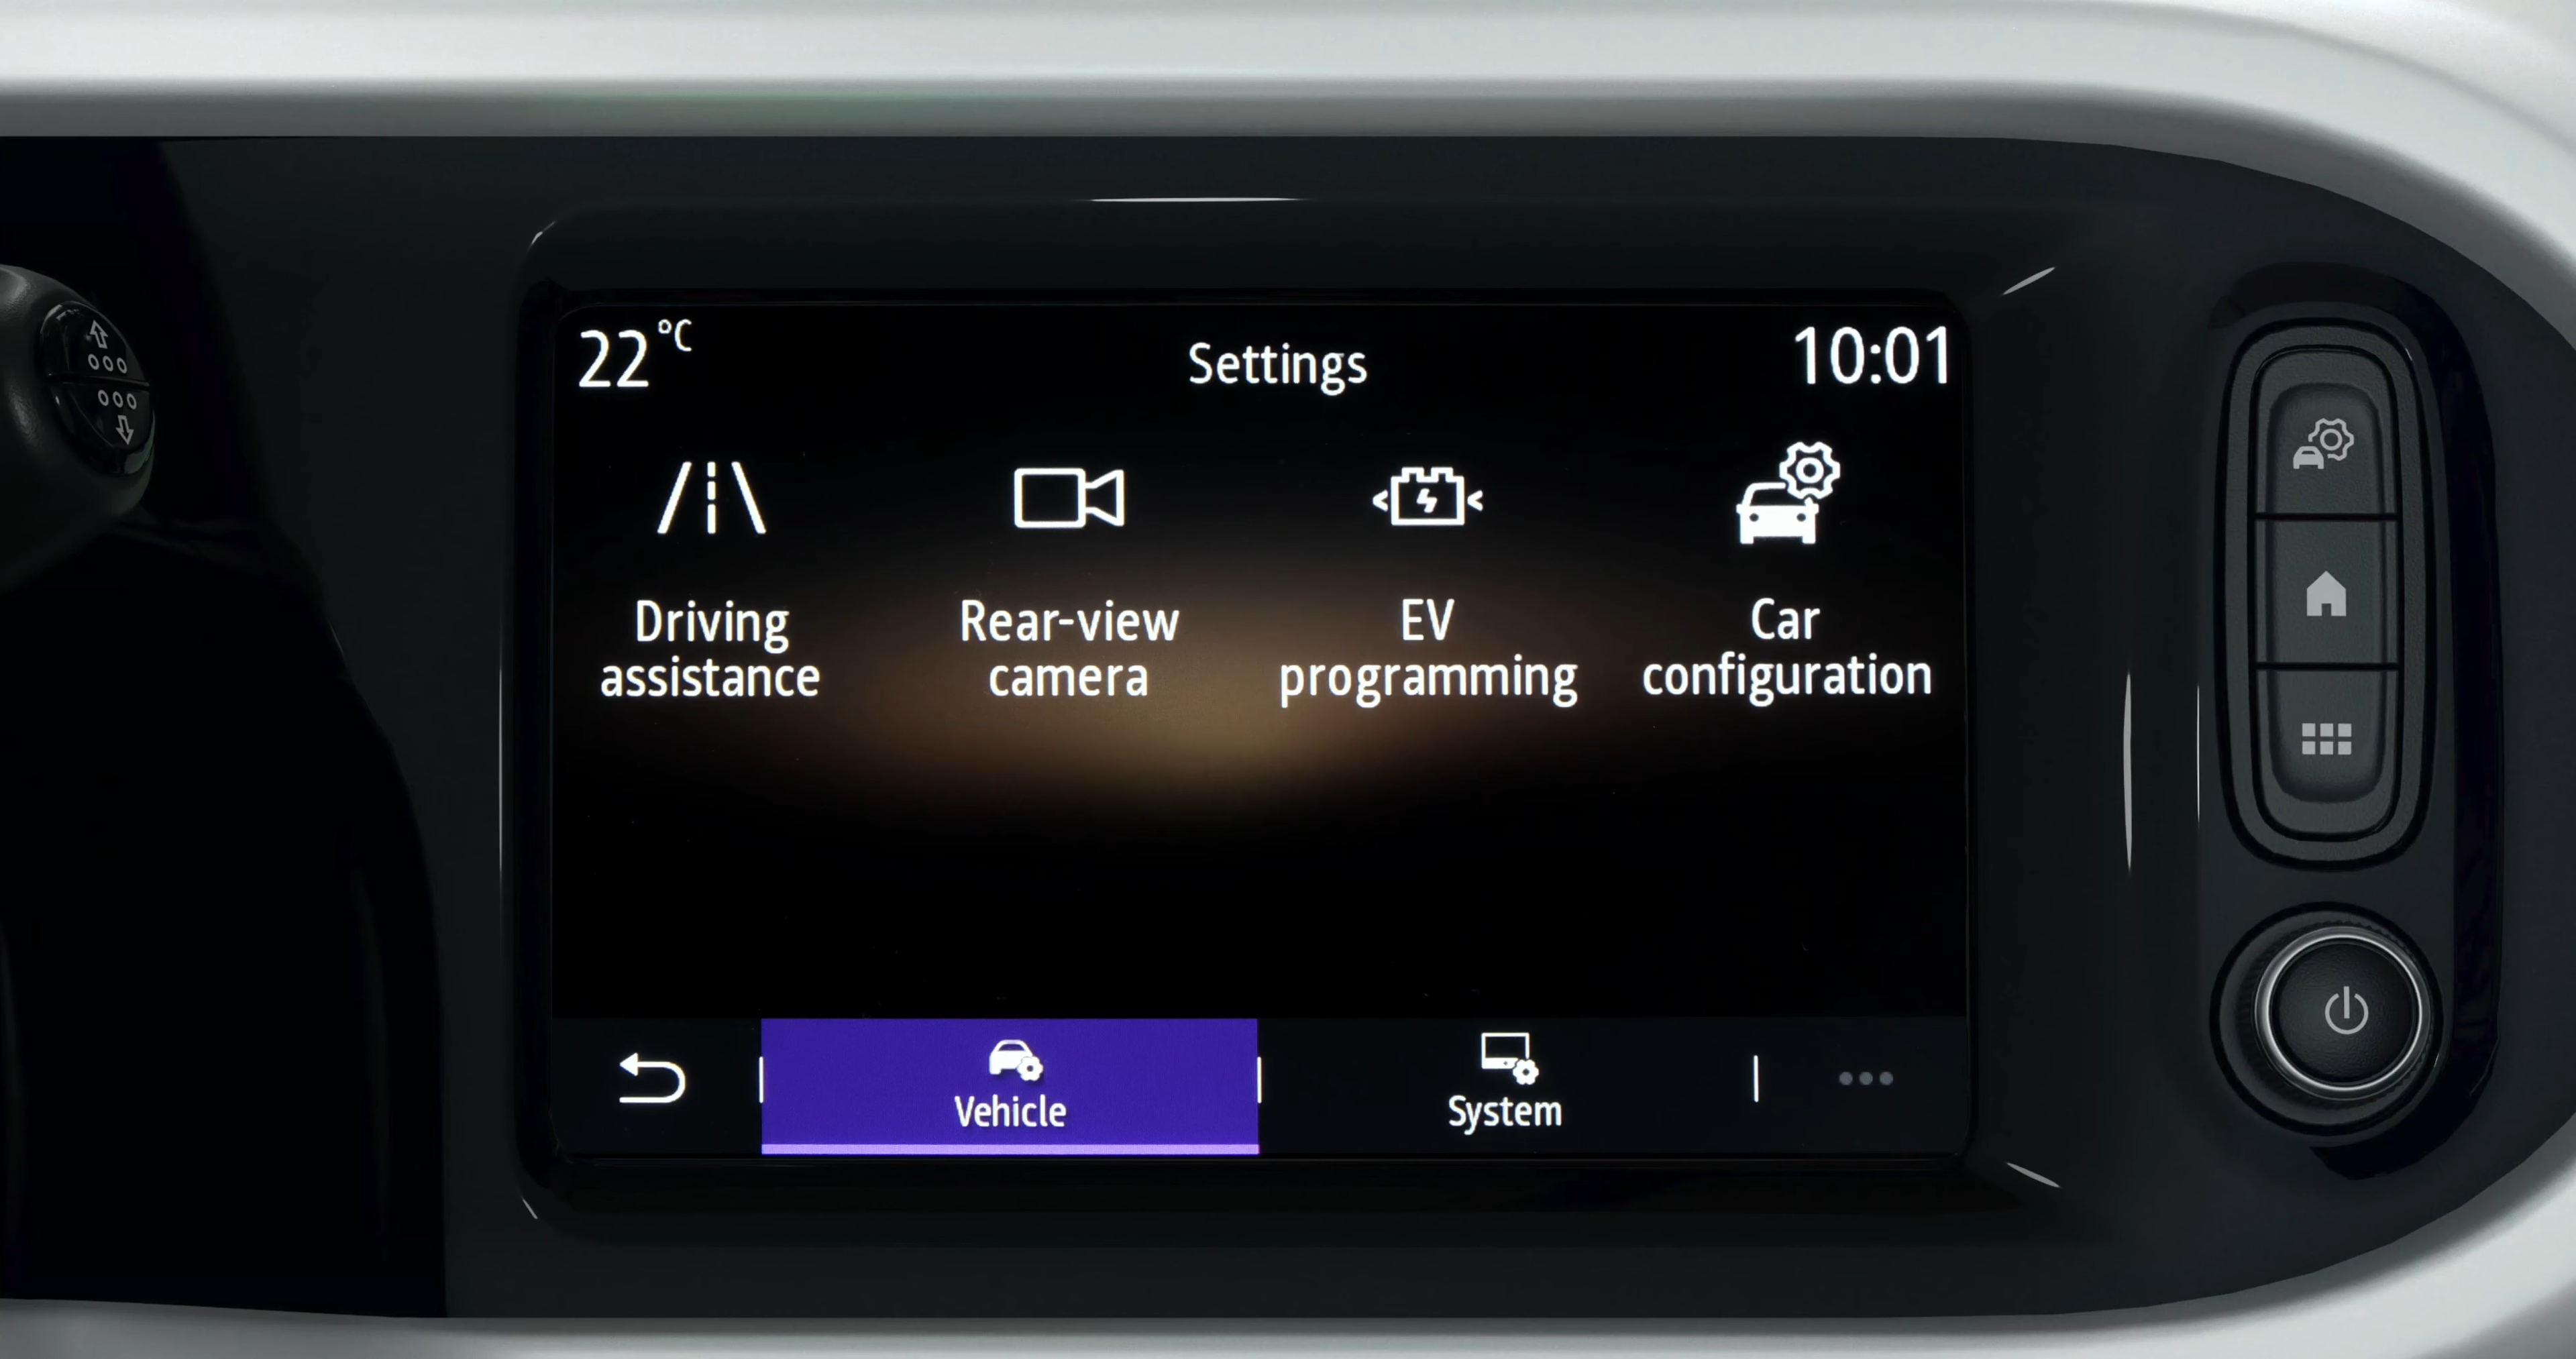 22 °C
Settings
10:01
Driving
assistance
Rear-view
camera
EV
programming
Car
configuration
Vehicle
System